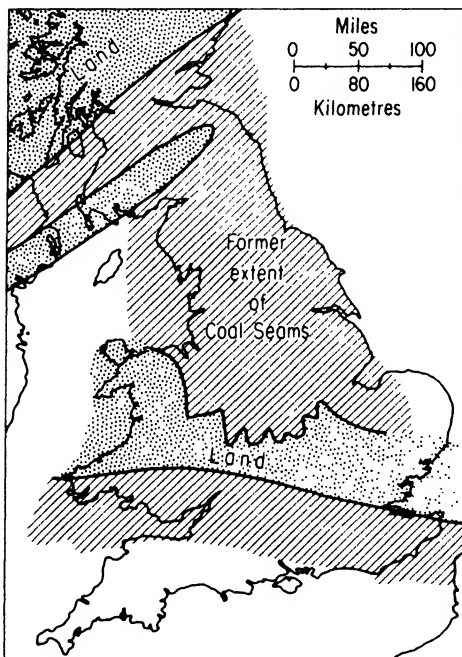 Land
Miles
0 50 100
0 80 160
Kilometres
Former
extent
of
Coal Seams
Land